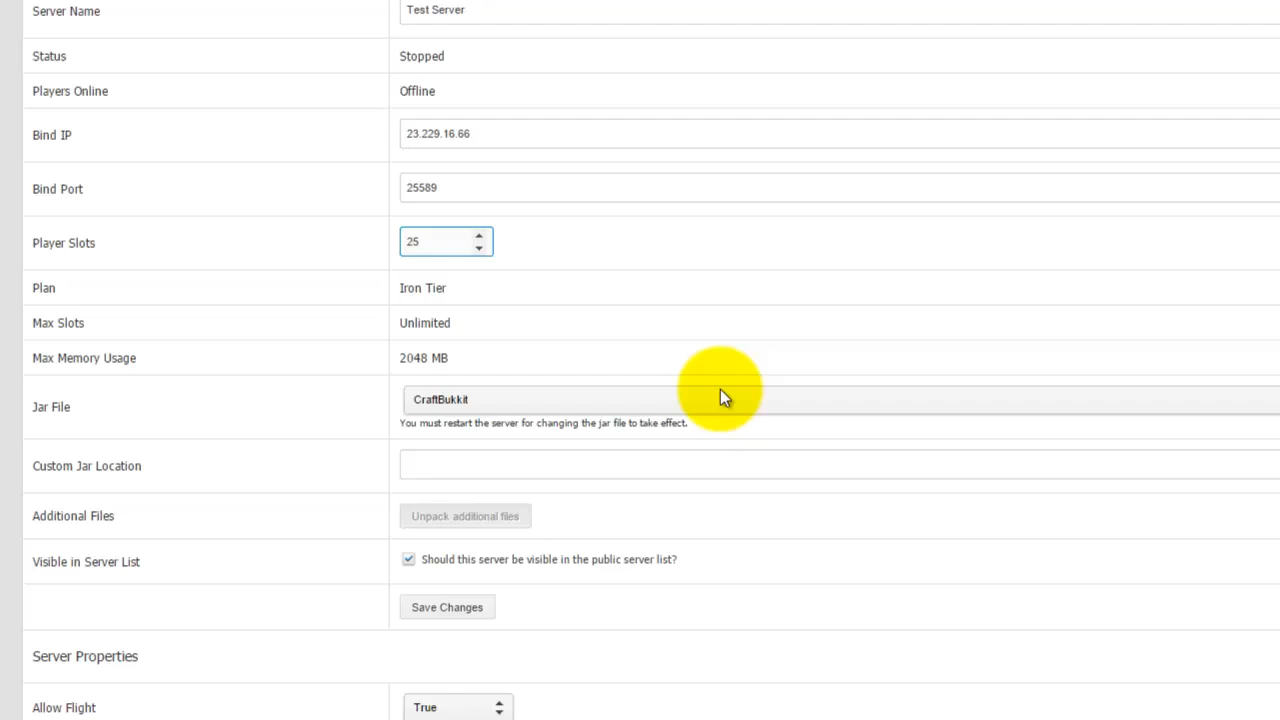 Server Name
Test Server
Status
Stopped
Players Online
Offline
Bind IP
23.229.16.66
Bind Port
25589
Player Slots
25
Plan
Iron Tier
Max Slots
Unlimited
Max Memory Usage
2048 MB
Jar File
CraftBukkit
You must restart the server for changing the jar file to take effect.
Custom Jar Location
Additional Files
Unpack additional files
Visible in Server List
Should this server be visible in the public server list?
Save Changes
Server Properties
Allow Flight
True